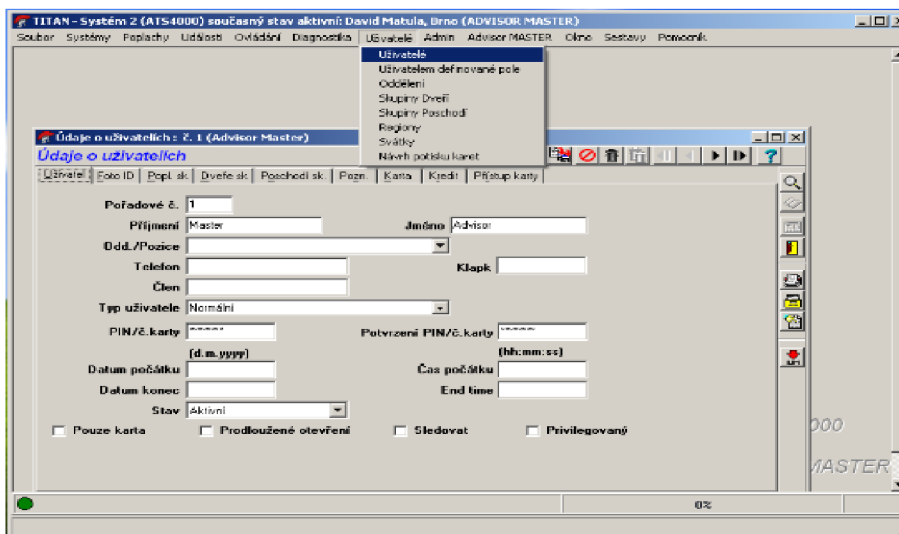 TITAN - Systém 2 (ATS4000) současný stav aktivní: David Matula, Brno (ADVISOR MASTER)
Soubor Systémy Poplachy Události Ovládání Diagnostika Uživatelé Admin Advisor MASTER Okno Sestavy Pomocník
Uživatelé
Uživatelem definované pole
Oddělení
Skupiny Dveří
Skupiny Poschodí
Regiony
Svátky
Návrh potisku karet
Údaje o uživatelích : č. 1 (Advisor Master)
Údaje o uživatelích
Uživatel Foto ID Popl. sk Dveře sk Poschodí sk Pozn. Karta Kredit Přístup karty
Pořadové č. 1
Příjmení Master Jméno Advisor
Odd./Pozice
Telefon Klapk
Člen
Typ uživatele Normální
PIN/č.karty ****** Potvrzení PIN/č.karty ******
(d.m.yyyy) (hh:mm:ss)
Datum počátku Čas počátku
Datum konec End time
Stav Aktivní
Pouze karta Prodloužené otevření Sledovat Privilegovaný
000
MASTER
0%